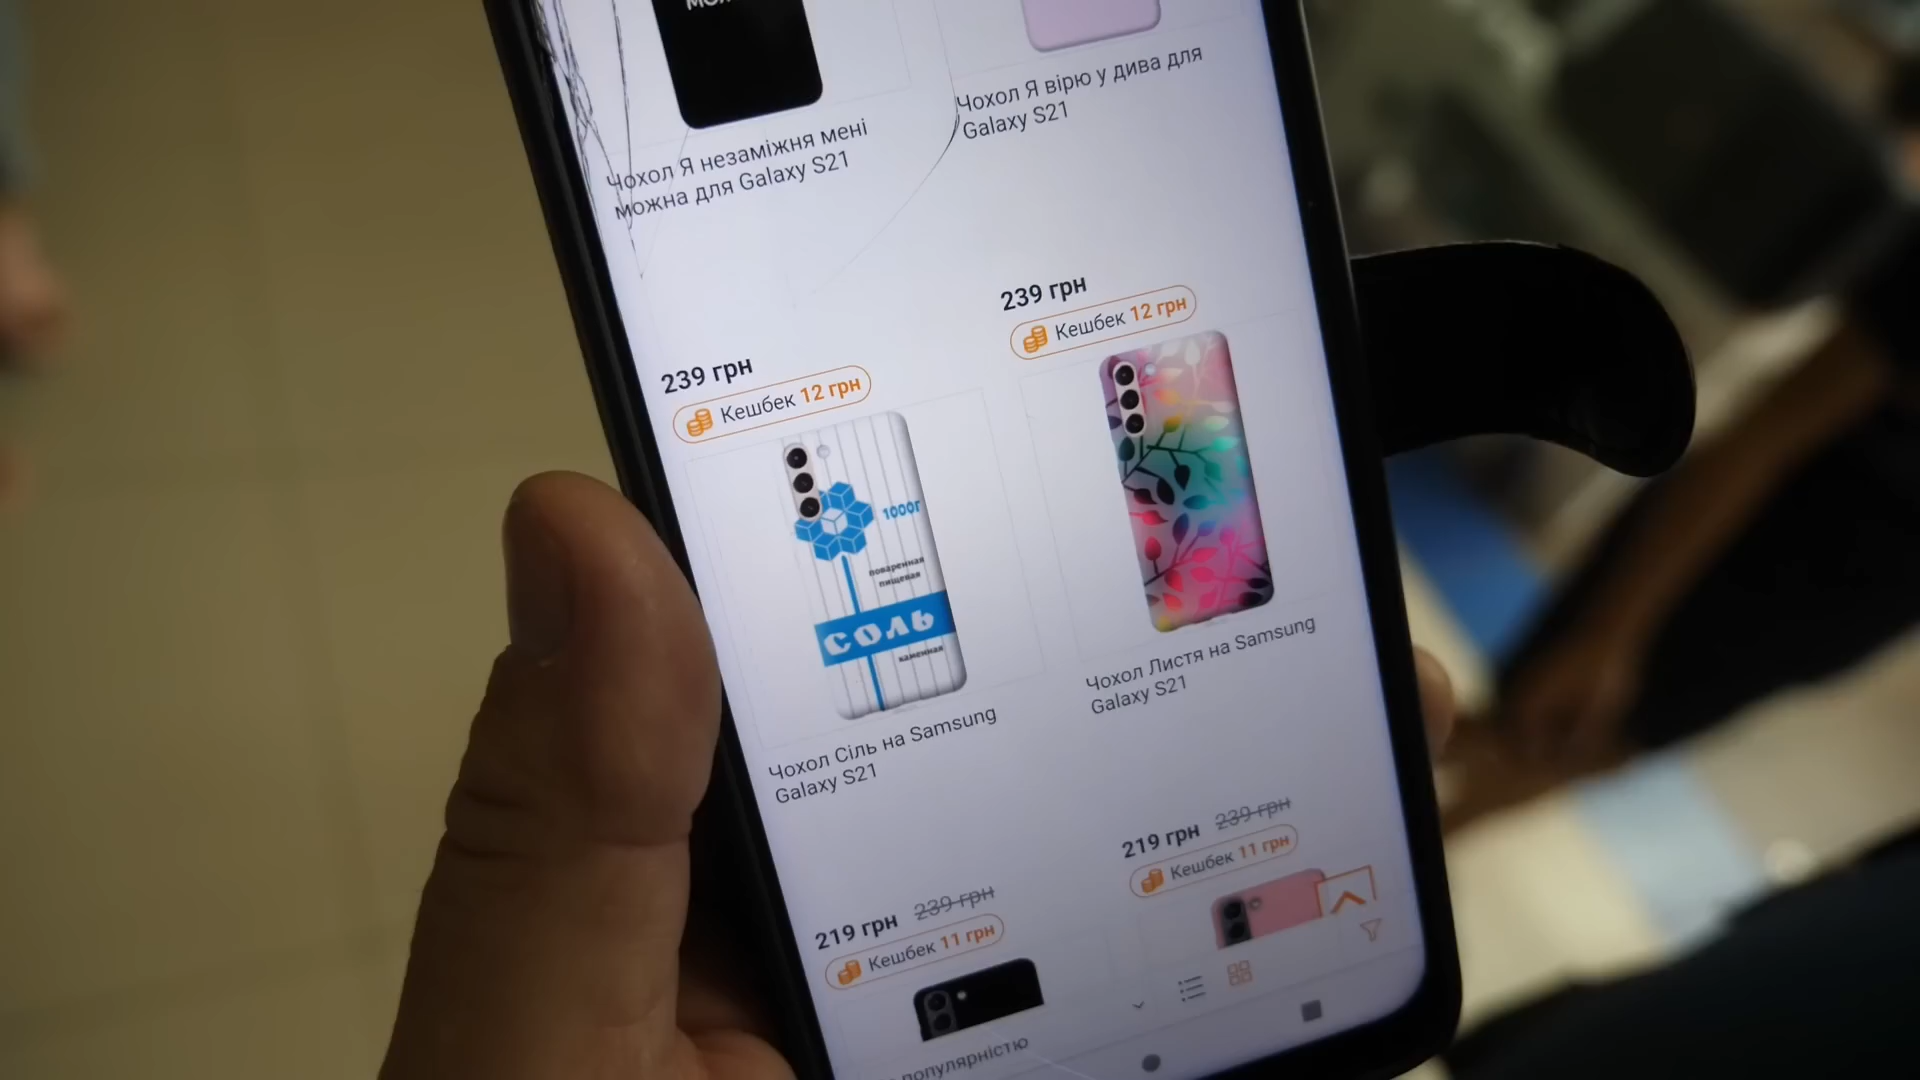 Чохол Я незаміжня мені
можна для Galaxy S21
Чохол Я вірю у дива для
Galaxy S21
239 грн
Кешбек 12 грн
1000г
поваренная
пищевая
СОЛЬ
каменная
Чохол Сіль на Samsung
Galaxy S21
239 грн
Кешбек 12 грн
Чохол Листя на Samsung
Galaxy S21
219 грн 239 грн
Кешбек 11 грн
219 грн 239 грн
Кешбек 11 грн
популярністю